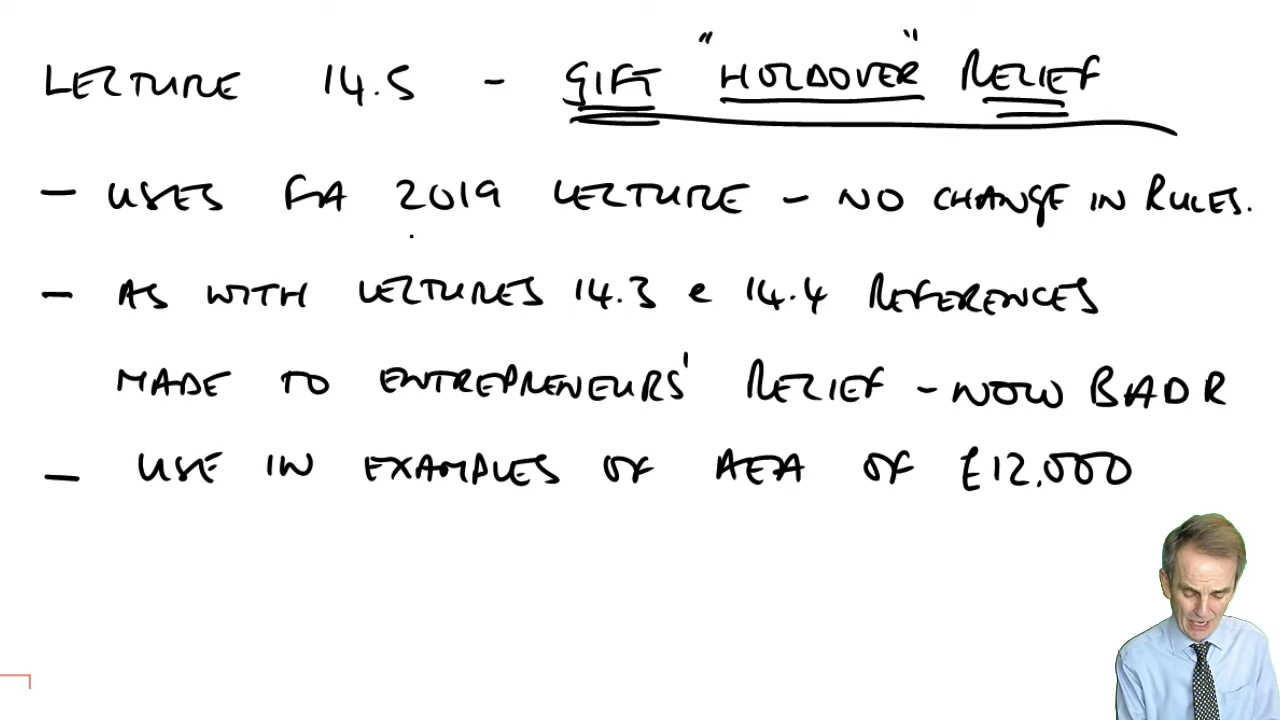 LECTURE 14.5 - GIFT "HOLDOVER" RELIEF
- USES FA 2019 LECTURE - NO CHANGE IN RULES.
- AS WITH LECTURES 14.3 & 14.4 REFERENCES
MADE TO ENTREPRENEURS' RELIEF - NOW BADR
- USE IN EXAMPLES OF AEA OF £12,000